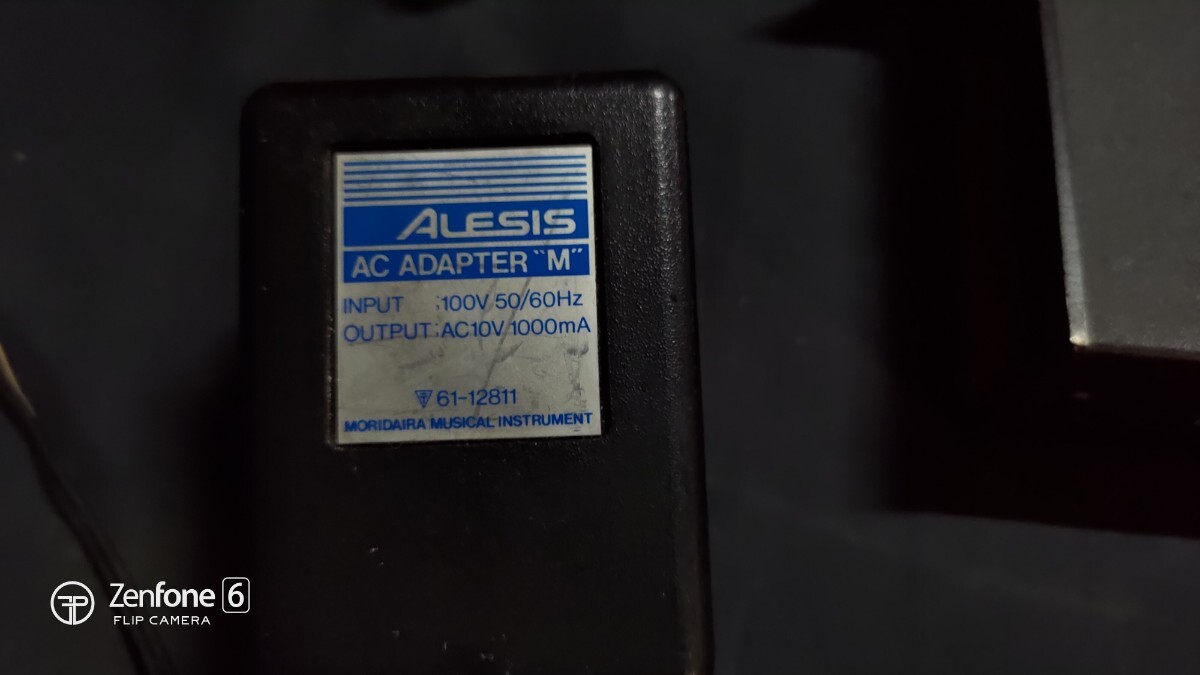 ALESIS
AC ADAPTER "M"
INPUT :100V 50/60Hz
OUTPUT:AC10V 1000mA
61-12811
MORIDAIRA MUSICAL INSTRUMENT
Zenfone 6
FLIP CAMERA